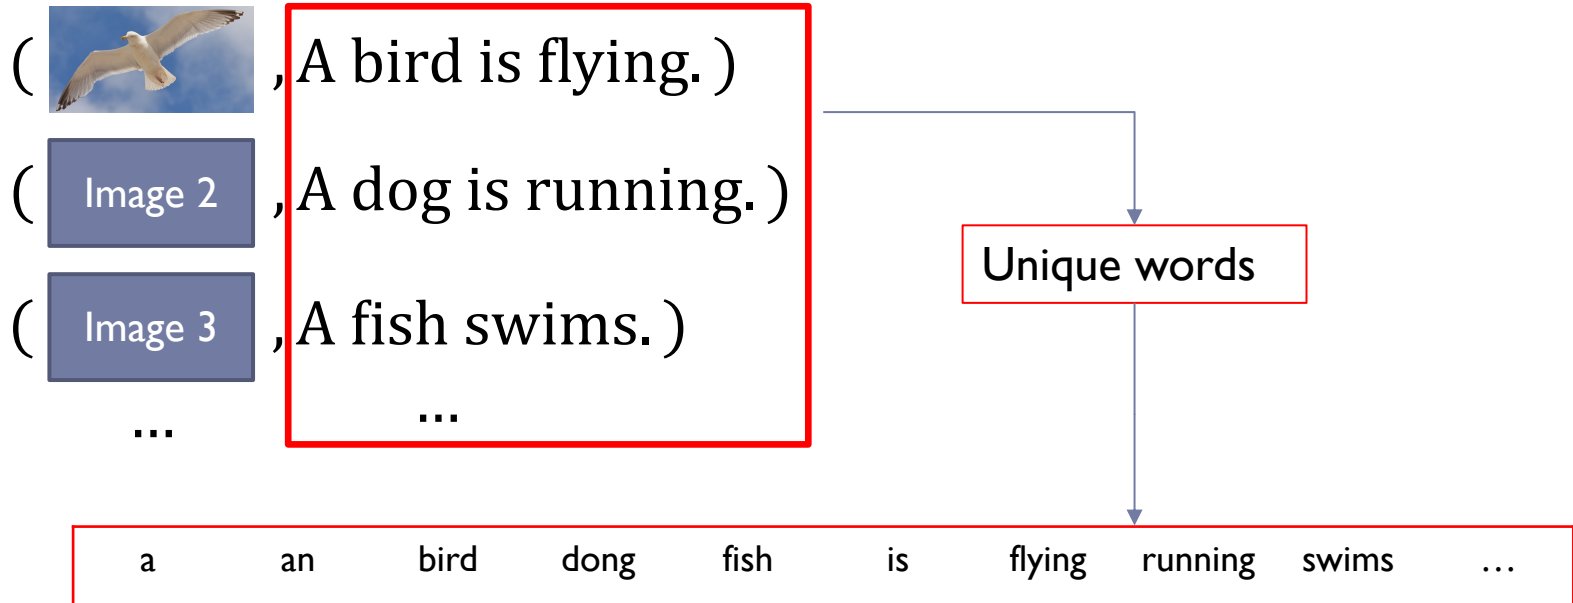 ( , A bird is flying. )
( Image 2 , A dog is running. )
( Image 3 , A fish swims. )
... ...
Unique words
a an bird dong fish is flying running swims ...